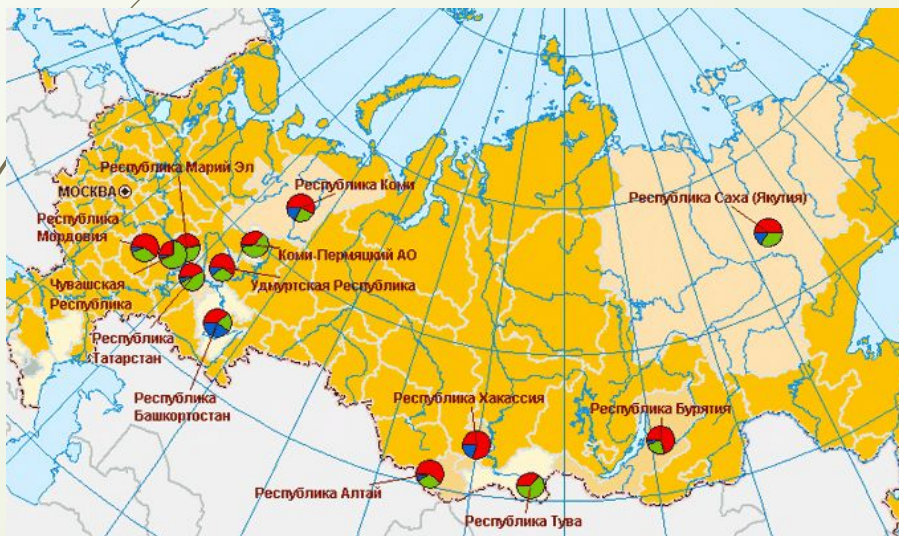 Республика Марий Эл
МОСКВА
Республика Коми
Республика Саха (Якутия)
Республика
Мордовия
Коми-Пермяцкий АО
Чувашская
Республика
Удмуртская Республика
Республика
Татарстан
Республика
Башкортостан
Республика Хакассия
Республика Бурятия
Республика Алтай
Республика Тува